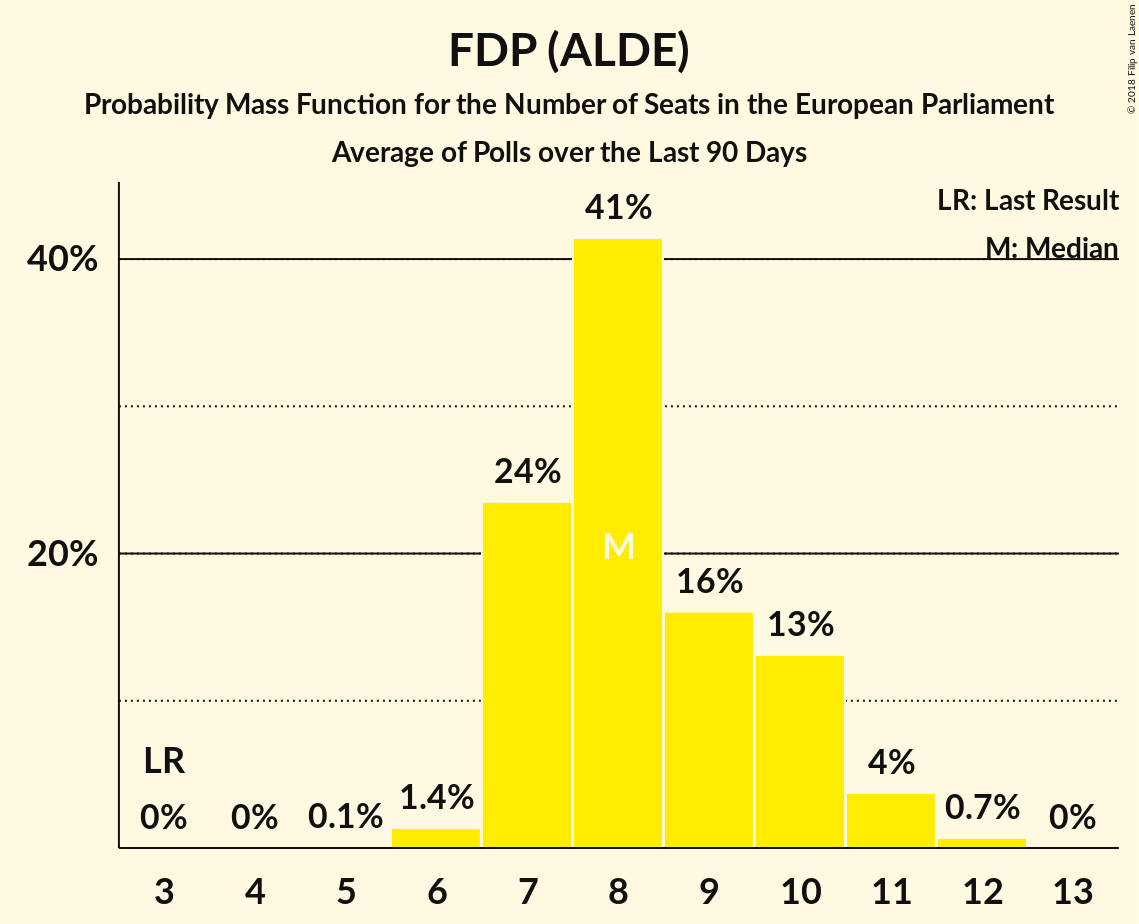 FDP (ALDE)
Probability Mass Function for the Number of Seats in the European Parliament
Average of Polls over the Last 90 Days
© 2018 Filip van Laenen
LR: Last Result
M: Median
40%
20%
41%
24%
M
16%
13%
LR
0%
0%
0.1%
1.4%
4%
0.7%
0%
3 4 5 6 7 8 9 10 11 12 13